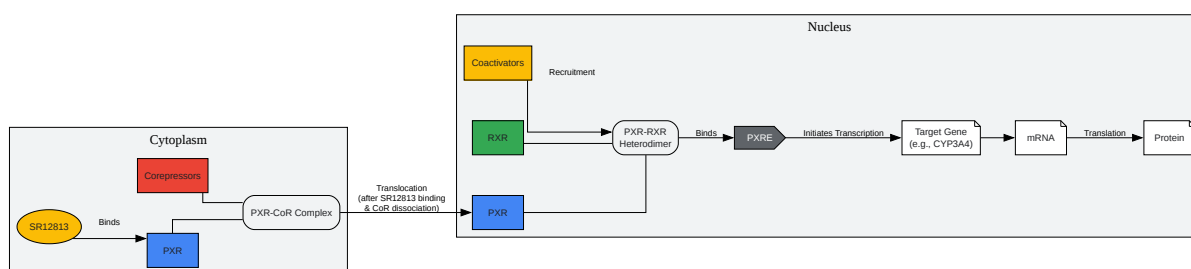 Nucleus
Coactivators
Recruitment
RXR
PXR-RXR
Heterodimer
Binds
PXRE
Initiates Transcription
Target Gene
(e.g., CYP3A4)
mRNA
Translation
Protein
PXR
Cytoplasm
Corepressors
PXR-CoR Complex
Translocation
(after SR12813 binding
& CoR dissociation)
SR12813
Binds
PXR